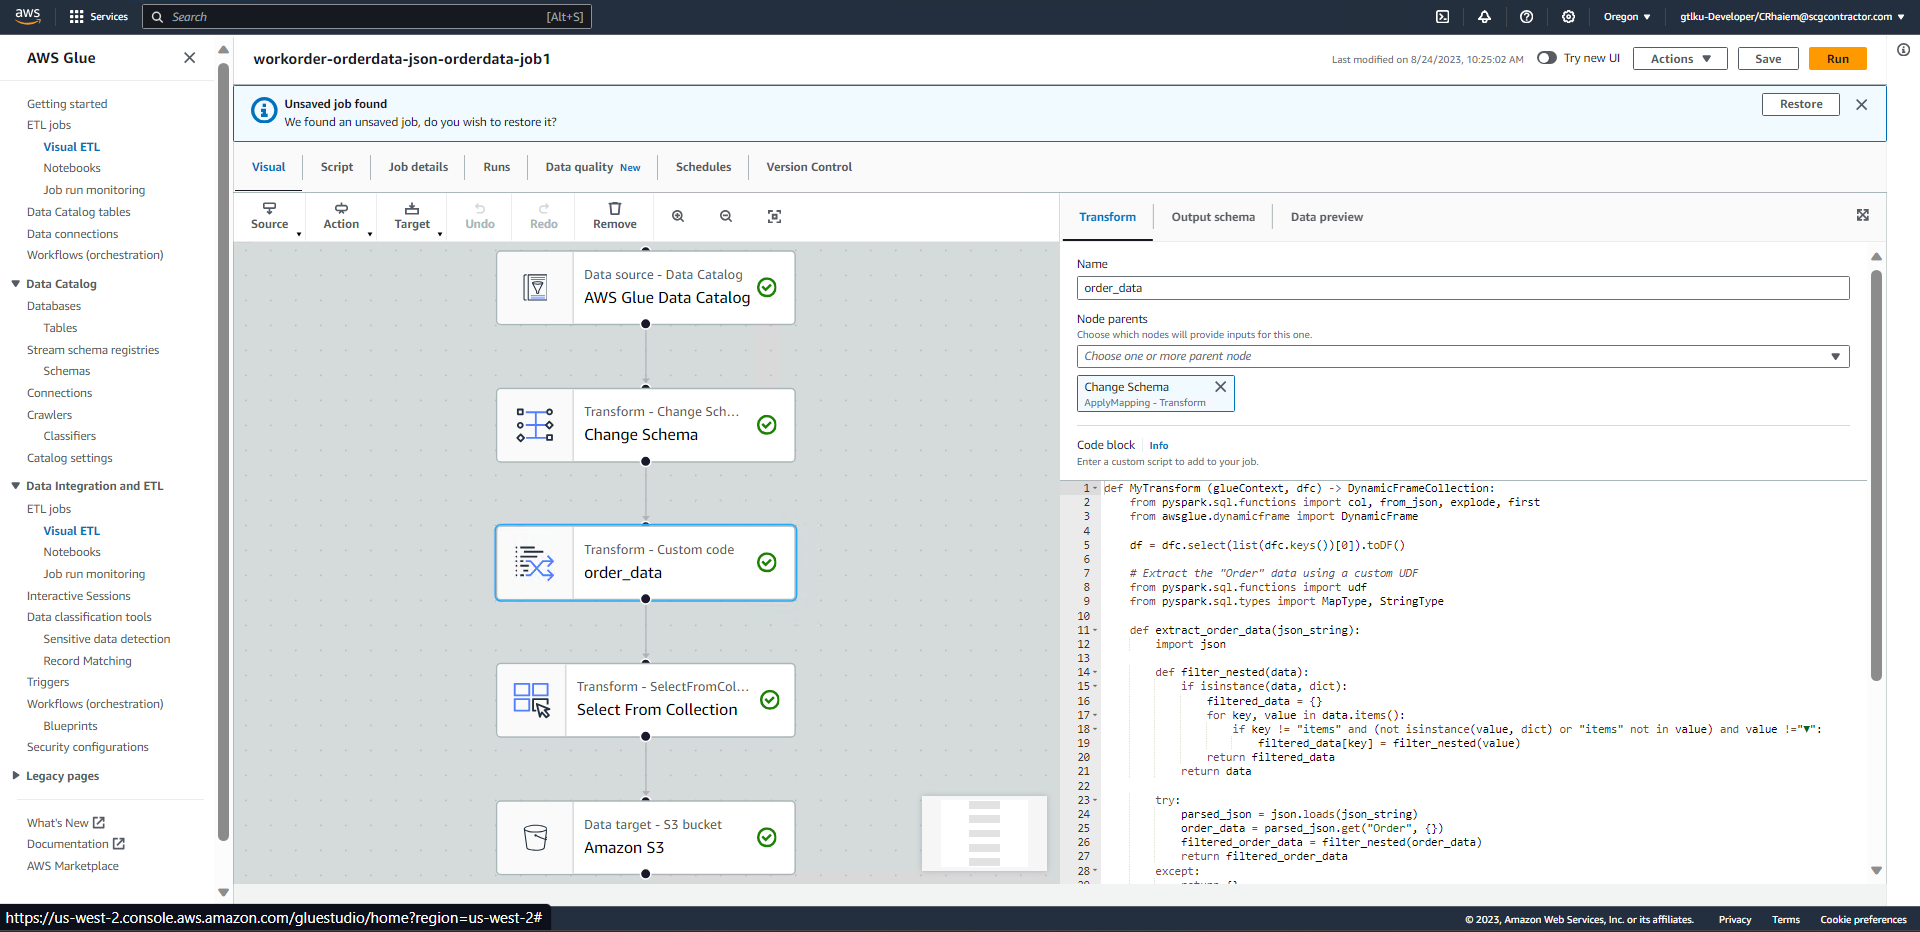 aws
Services
Search
[Alt+S]
Oregon ▼
gtlku-Developer/CRhaiem@scgcontractor.com ▼
AWS Glue
Getting started
ETL jobs
Visual ETL
Notebooks
Job run monitoring
Data Catalog tables
Data connections
Workflows (orchestration)
Data Catalog
Databases
Tables
Stream schema registries
Schemas
Connections
Crawlers
Classifiers
Catalog settings
Data Integration and ETL
ETL jobs
Visual ETL
Notebooks
Job run monitoring
Interactive Sessions
Data classification tools
Sensitive data detection
Record Matching
Triggers
Workflows (orchestration)
Blueprints
Security configurations
Legacy pages
What's New
Documentation
AWS Marketplace
workorder-orderdata-json-orderdata-job1
Last modified on 8/24/2023, 10:25:02 AM
Try new UI
Actions ▼
Save
Run
Unsaved job found
We found an unsaved job, do you wish to restore it?
Restore
Visual
Script
Job details
Runs
Data quality New
Schedules
Version Control
Source
Action
Target
Undo
Redo
Remove
Data source - Data Catalog
AWS Glue Data Catalog
Transform - Change Sch...
Change Schema
Transform - Custom code
order_data
Transform - SelectFromCol...
Select From Collection
Data target - S3 bucket
Amazon S3
Transform
Output schema
Data preview
Name
order_data
Node parents
Choose which nodes will provide inputs for this one.
Choose one or more parent node
Change Schema
ApplyMapping - Transform
Code block
Info
Enter a custom script to add to your job.
1 def MyTransform (glueContext, dfc) -> DynamicFrameCollection:
2     from pyspark.sql.functions import col, from_json, explode, first
3     from awsglue.dynamicframe import DynamicFrame
4
5     df = dfc.select(list(dfc.keys())[0]).toDF()
6
7     # Extract the "Order" data using a custom UDF
8     from pyspark.sql.functions import udf
9     from pyspark.sql.types import MapType, StringType
10
11     def extract_order_data(json_string):
12         import json
13
14         def filter_nested(data):
15             if isinstance(data, dict):
16                 filtered_data = {}
17                 for key, value in data.items():
18                     if key != "items" and (not isinstance(value, dict) or "items" not in value) and value !="▼":
19                         filtered_data[key] = filter_nested(value)
20                 return filtered_data
21             return data
22
23         try:
24             parsed_json = json.loads(json_string)
25             order_data = parsed_json.get("Order", {})
26             filtered_order_data = filter_nested(order_data)
27             return filtered_order_data
28         except:
https://us-west-2.console.aws.amazon.com/gluestudio/home?region=us-west-2#
© 2023, Amazon Web Services, Inc. or its affiliates.
Privacy
Terms
Cookie preferences